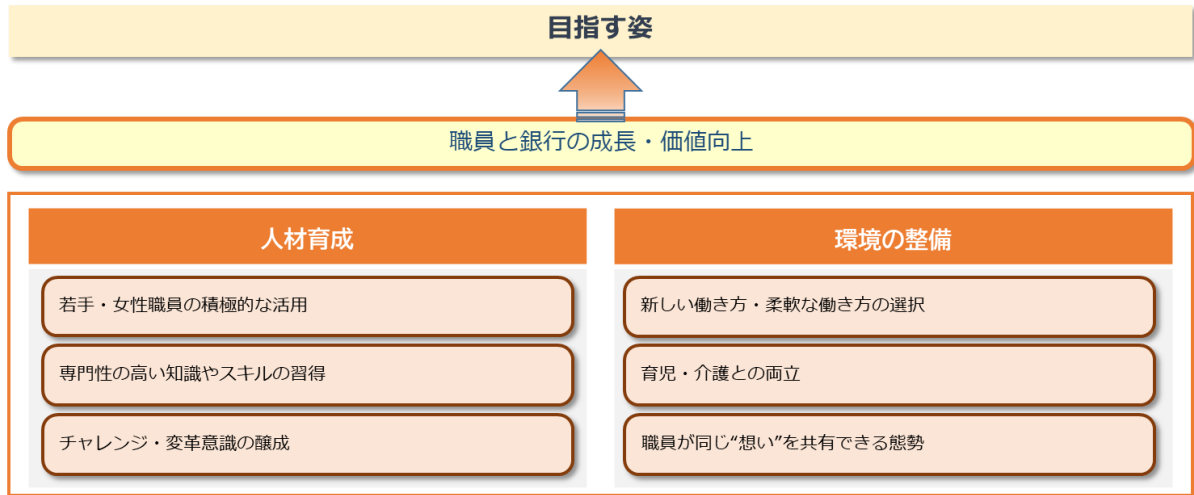 目指す姿
職員と銀行の成長・価値向上
人材育成
若手・女性職員の積極的な活用
専門性の高い知識やスキルの習得
チャレンジ・変革意識の醸成
環境の整備
新しい働き方・柔軟な働き方の選択
育児・介護との両立
職員が同じ“想い”を共有できる態勢